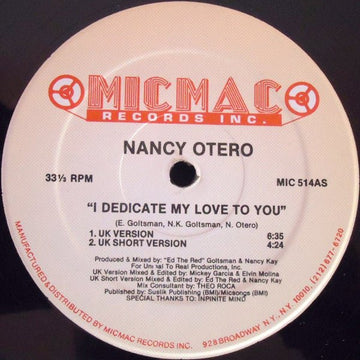 MICMAC
RECORDS INC.
NANCY OTERO
33⅓ RPM
MIC 514AS
"I DEDICATE MY LOVE TO YOU"
(E. Goltsman, N.K. Goltsman, N. Otero)
1. UK VERSION 6:35
2. UK SHORT VERSION 4:24
Produced & Mixed by: "Ed The Red" Goltsman & Nancy Kay
For Un al To Real Productions, Inc.
UK Version Mixed & Edited by: Mickey Garcia & Elvin Molina
UK Short Version Mixed & Edited by: Ed The Red & Nancy Kay
Mix Consultant by: THEO ROCA
Published by: Suslik Publishing (BMI)/Micsongs (BMI)
SPECIAL THANKS TO: INPINITE MIND
MANUFACTURED & DISTRIBUTED BY MICMAC RECORDS INC. 928 BROADWAY, N.Y., N.Y. 10010. (212) 677-6120